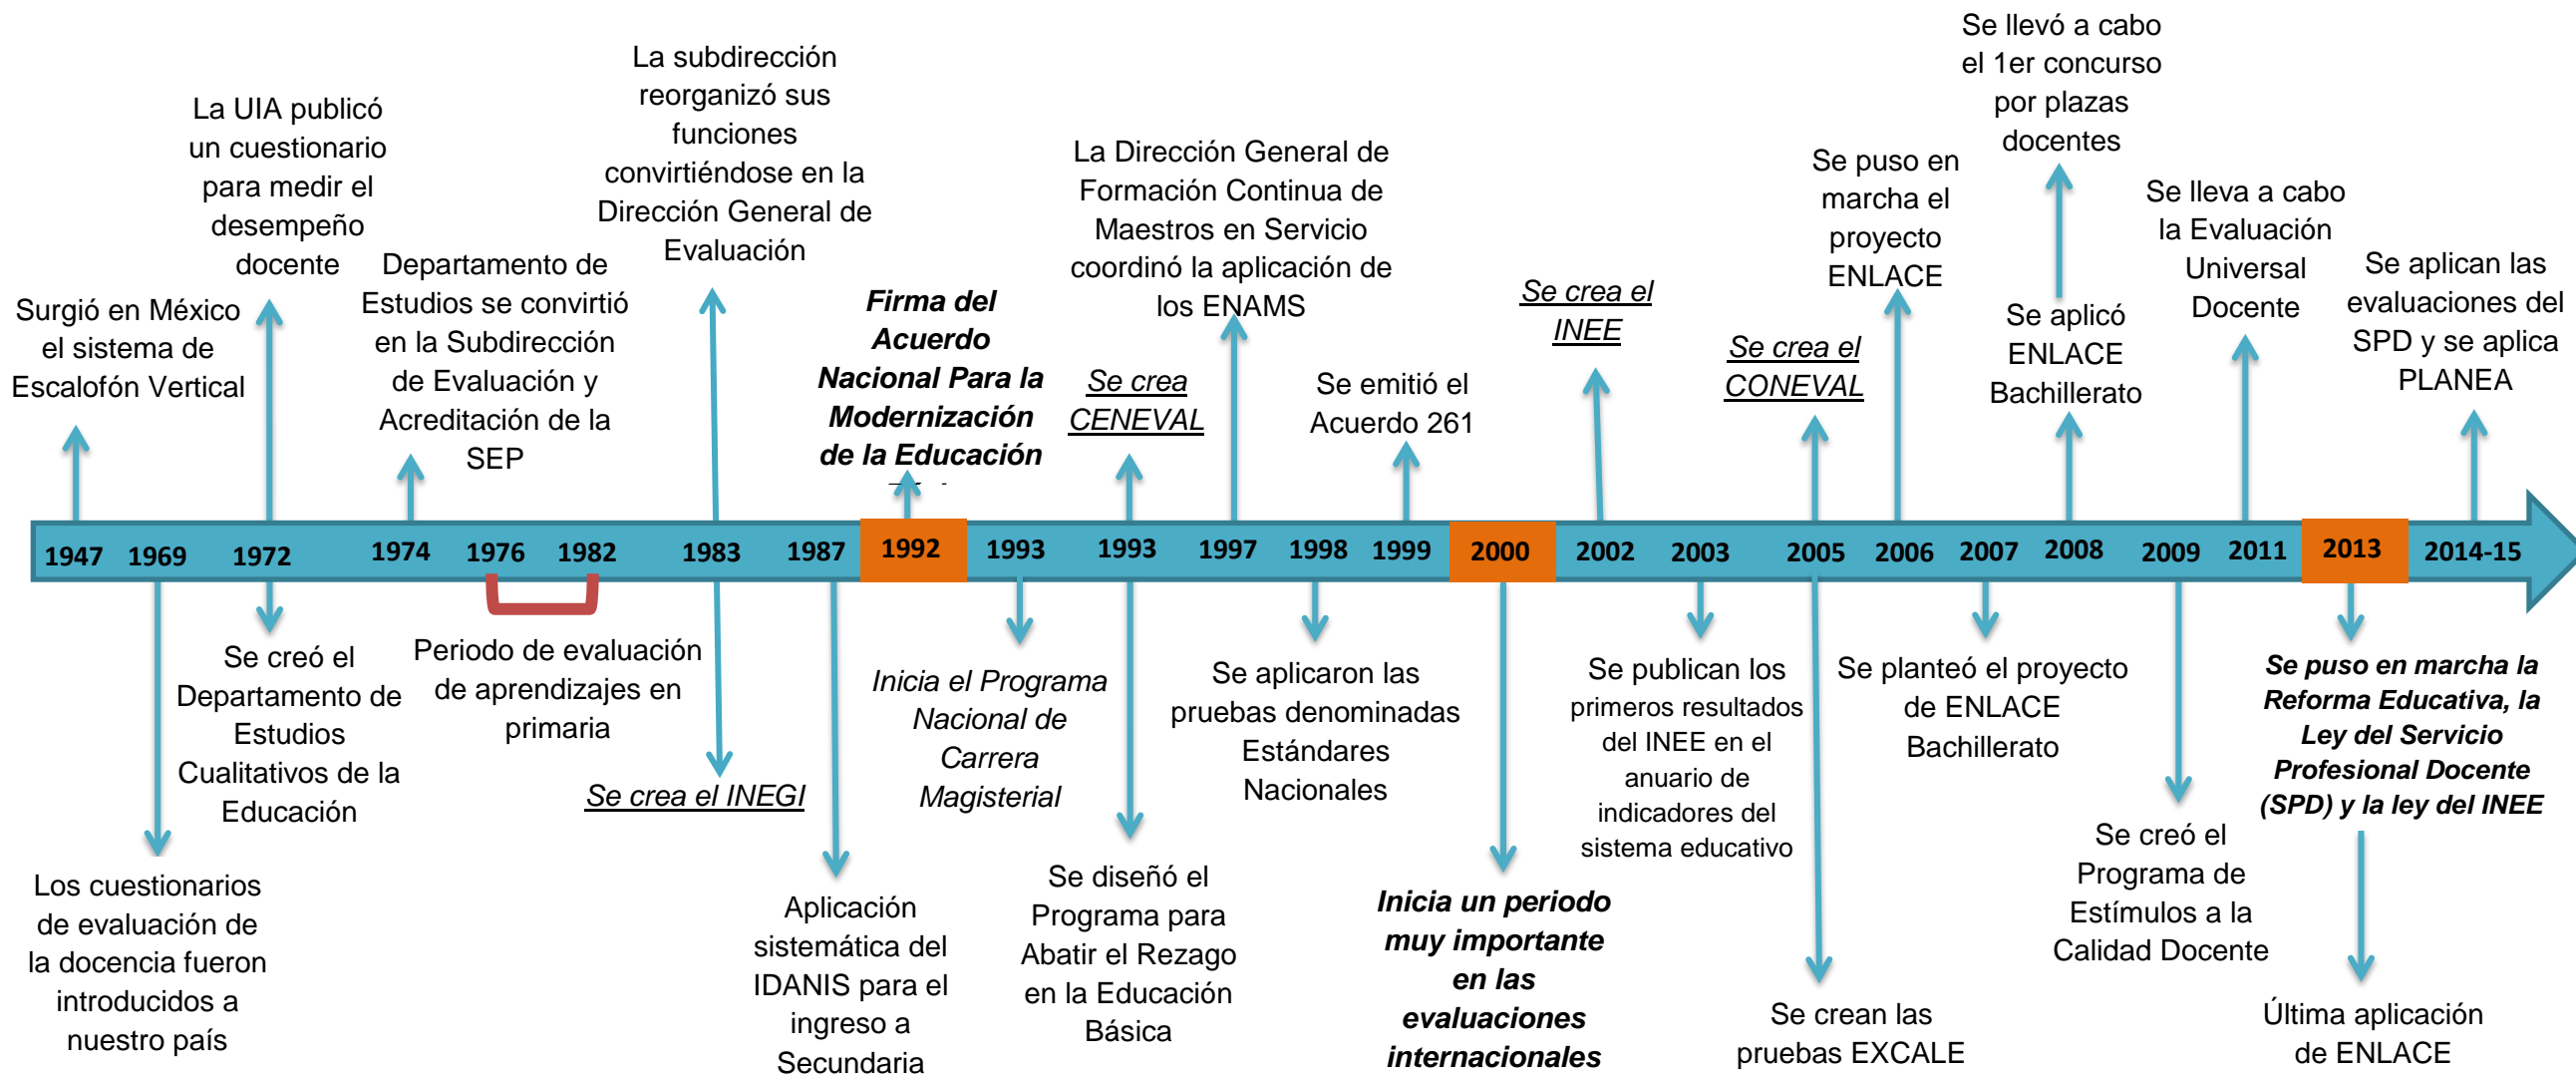 Surgió en México
el sistema de
Escalofón Vertical
La UIA publicó
un cuestionario
para medir el
desempeño
docente
Departamento de
Estudios se convirtió
en la Subdirección
de Evaluación y
Acreditación de la
SEP
La subdirección
reorganizó sus
funciones
convirtiéndose en la
Dirección General de
Evaluación
Firma del
Acuerdo
Nacional Para la
Modernización
de la Educación
Se crea
CENEVAL
La Dirección General de
Formación Continua de
Maestros en Servicio
coordinó la aplicación de
los ENAMS
Se emitió el
Acuerdo 261
Se crea el
INEE
Se crea el
CONEVAL
Se puso en
marcha el
proyecto
ENLACE
Se llevó a cabo
el 1er concurso
por plazas
docentes
Se aplicó
ENLACE
Bachillerato
Se lleva a cabo
la Evaluación
Universal
Docente
Se aplican las
evaluaciones del
SPD y se aplica
PLANEA
1947 1969 1972 1974 1976 1982 1983 1987 1992 1993 1993 1997 1998 1999 2000 2002 2003 2005 2006 2007 2008 2009 2011 2013 2014-15
Los cuestionarios
de evaluación de
la docencia fueron
introducidos a
nuestro país
Se creó el
Departamento de
Estudios
Cualitativos de la
Educación
Periodo de evaluación
de aprendizajes en
primaria
Se crea el INEGI
Aplicación
sistemática del
IDANIS para el
ingreso a
Secundaria
Inicia el Programa
Nacional de
Carrera
Magisterial
Se diseñó el
Programa para
Abatir el Rezago
en la Educación
Básica
Se aplicaron las
pruebas denominadas
Estándares
Nacionales
Inicia un periodo
muy importante
en las
evaluaciones
internacionales
Se publican los
primeros resultados
del INEE en el
anuario de
indicadores del
sistema educativo
Se crean las
pruebas EXCALE
Se planteó el proyecto
de ENLACE
Bachillerato
Se creó el
Programa de
Estímulos a la
Calidad Docente
Se puso en marcha la
Reforma Educativa, la
Ley del Servicio
Profesional Docente
(SPD) y la ley del INEE
Última aplicación
de ENLACE